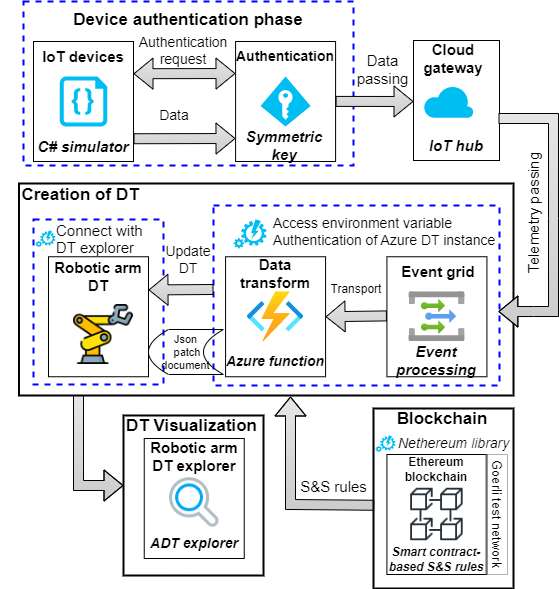 Device authentication phase
IoT devices
C# simulator
Authentication
request
Data
Authentication
Symmetric
key
Data
passing
Cloud
gateway
IoT hub
Telemetry passing
Creation of DT
Connect with
DT explorer
Robotic arm
DT
Update
DT
Json
patch
document
Access environment variable
Authentication of Azure DT instance
Data
transform
Azure function
Transport
Event grid
Event
processing
DT Visualization
Robotic arm
DT explorer
ADT explorer
S&S rules
Blockchain
Nethereum library
Ethereum
blockchain
Smart contract-
based S&S rules
Goerli test network